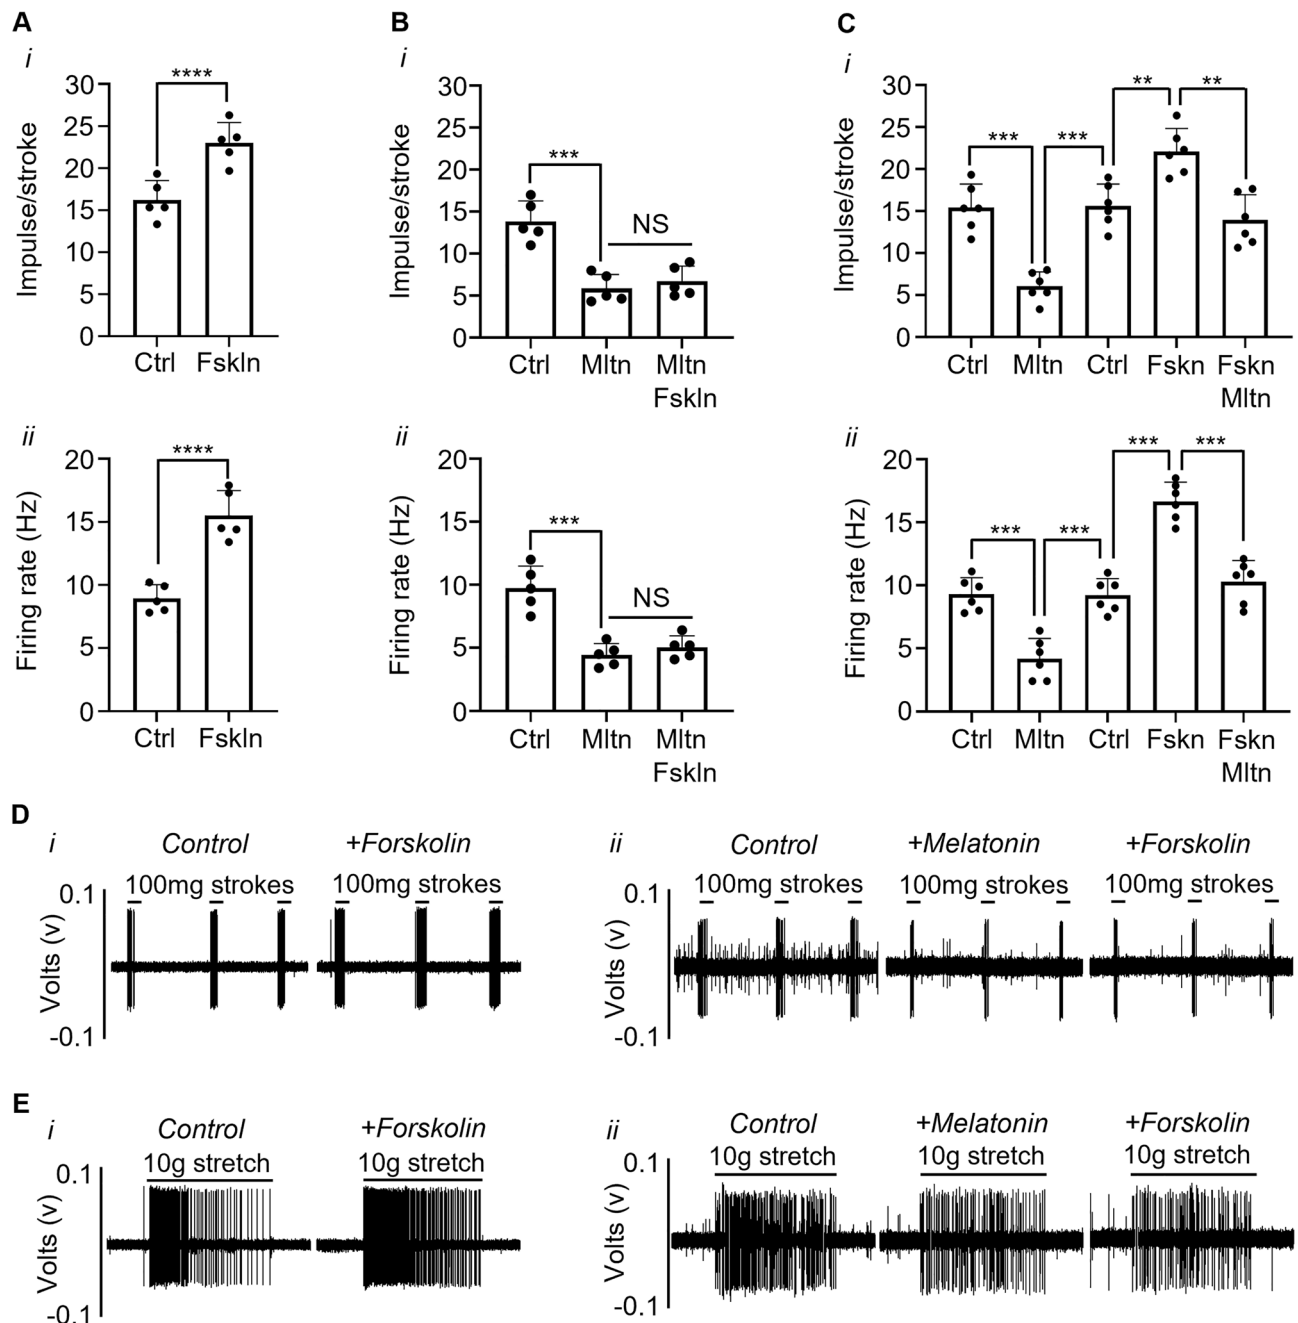 A
i
Impulse/stroke
30
25
20
15
10
5
0
****
Ctrl
Fskln
ii
Firing rate (Hz)
20
15
10
5
0
****
Ctrl
Fskln
B
i
Impulse/stroke
30
25
20
15
10
5
0
***
NS
Ctrl
Mltn
Mltn
Fskln
ii
Firing rate (Hz)
20
15
10
5
0
***
NS
Ctrl
Mltn
Mltn
Fskln
C
i
Impulse/stroke
30
25
20
15
10
5
0
***
***
**
**
Ctrl
Mltn
Ctrl
Fskn
Fskn
Mltn
ii
Firing rate (Hz)
20
15
10
5
0
***
***
***
***
Ctrl
Mltn
Ctrl
Fskn
Fskn
Mltn
D
i
Control
+Forskolin
100mg strokes
100mg strokes
0.1
Volts (v)
-0.1
ii
Control
+Melatonin
+Forskolin
100mg strokes
100mg strokes
100mg strokes
0.1
Volts (v)
-0.1
E
i
Control
+Forskolin
10g stretch
10g stretch
0.1
Volts (v)
-0.1
ii
Control
+Melatonin
+Forskolin
10g stretch
10g stretch
10g stretch
0.1
Volts (v)
-0.1